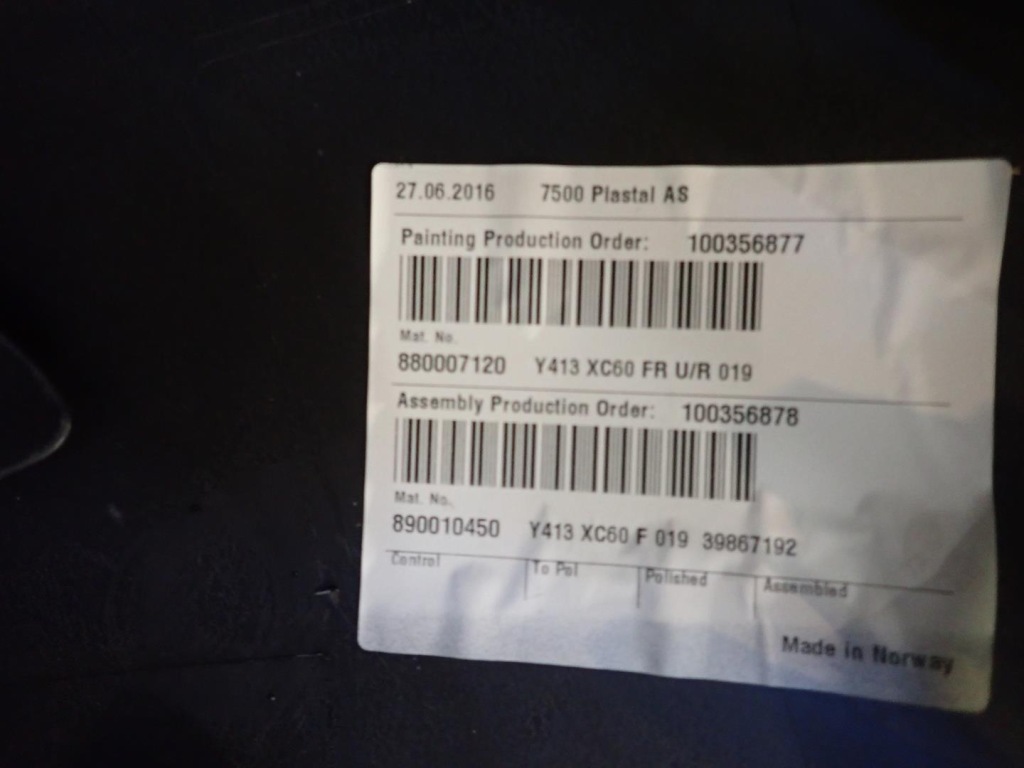 27.06.2016 7500 Plastal AS
Painting Production Order: 100356877
Mat. No.
880007120 Y413 XC60 FR U/R 019
Assembly Production Order: 100356878
Mat. No.
890010450 Y413 XC60 F 019 39867192
Control To Pol Polished Assembled
Made in Norway